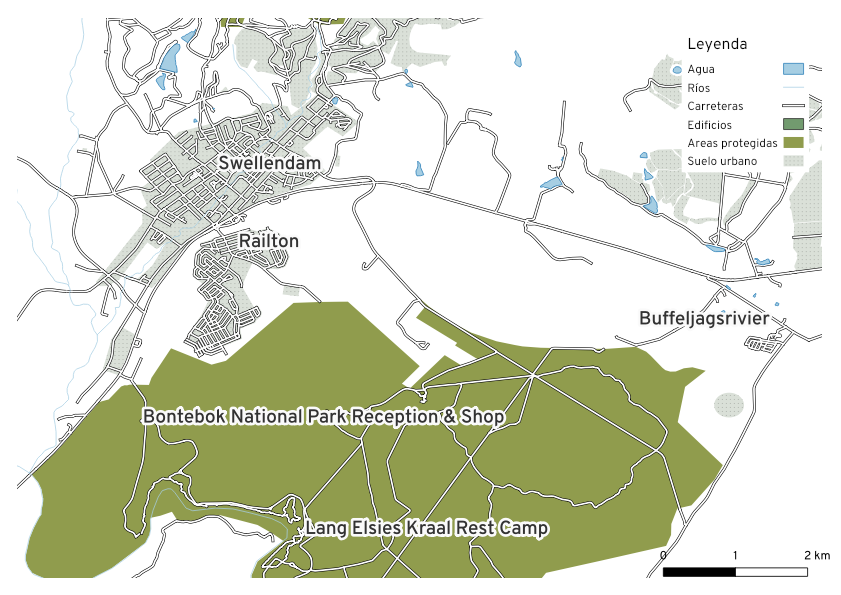 Leyenda
Agua
Ríos
Carreteras
Edificios
Areas protegidas
Suelo urbano
Swellendam
Railton
Buffeljagsrivier
Bontebok National Park Reception & Shop
Lang Elsies Kraal Rest Camp
0 1 2 km